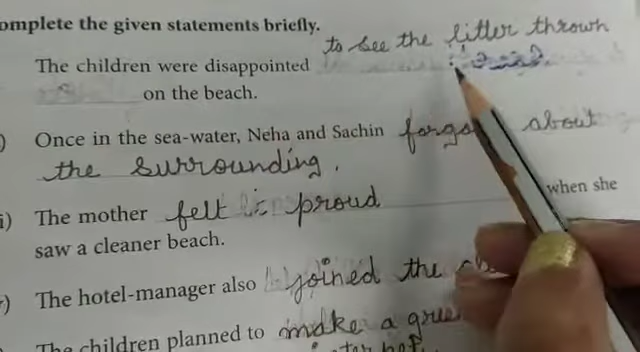 omplete the given statements briefly.
to see the litter thrown
The children were disappointed
on the beach.
) Once in the sea-water, Neha and Sachin forgo about
the surrounding.
i) The mother felt proud when she
saw a cleaner beach.
) The hotel-manager also joined the
The children planned to make a gree